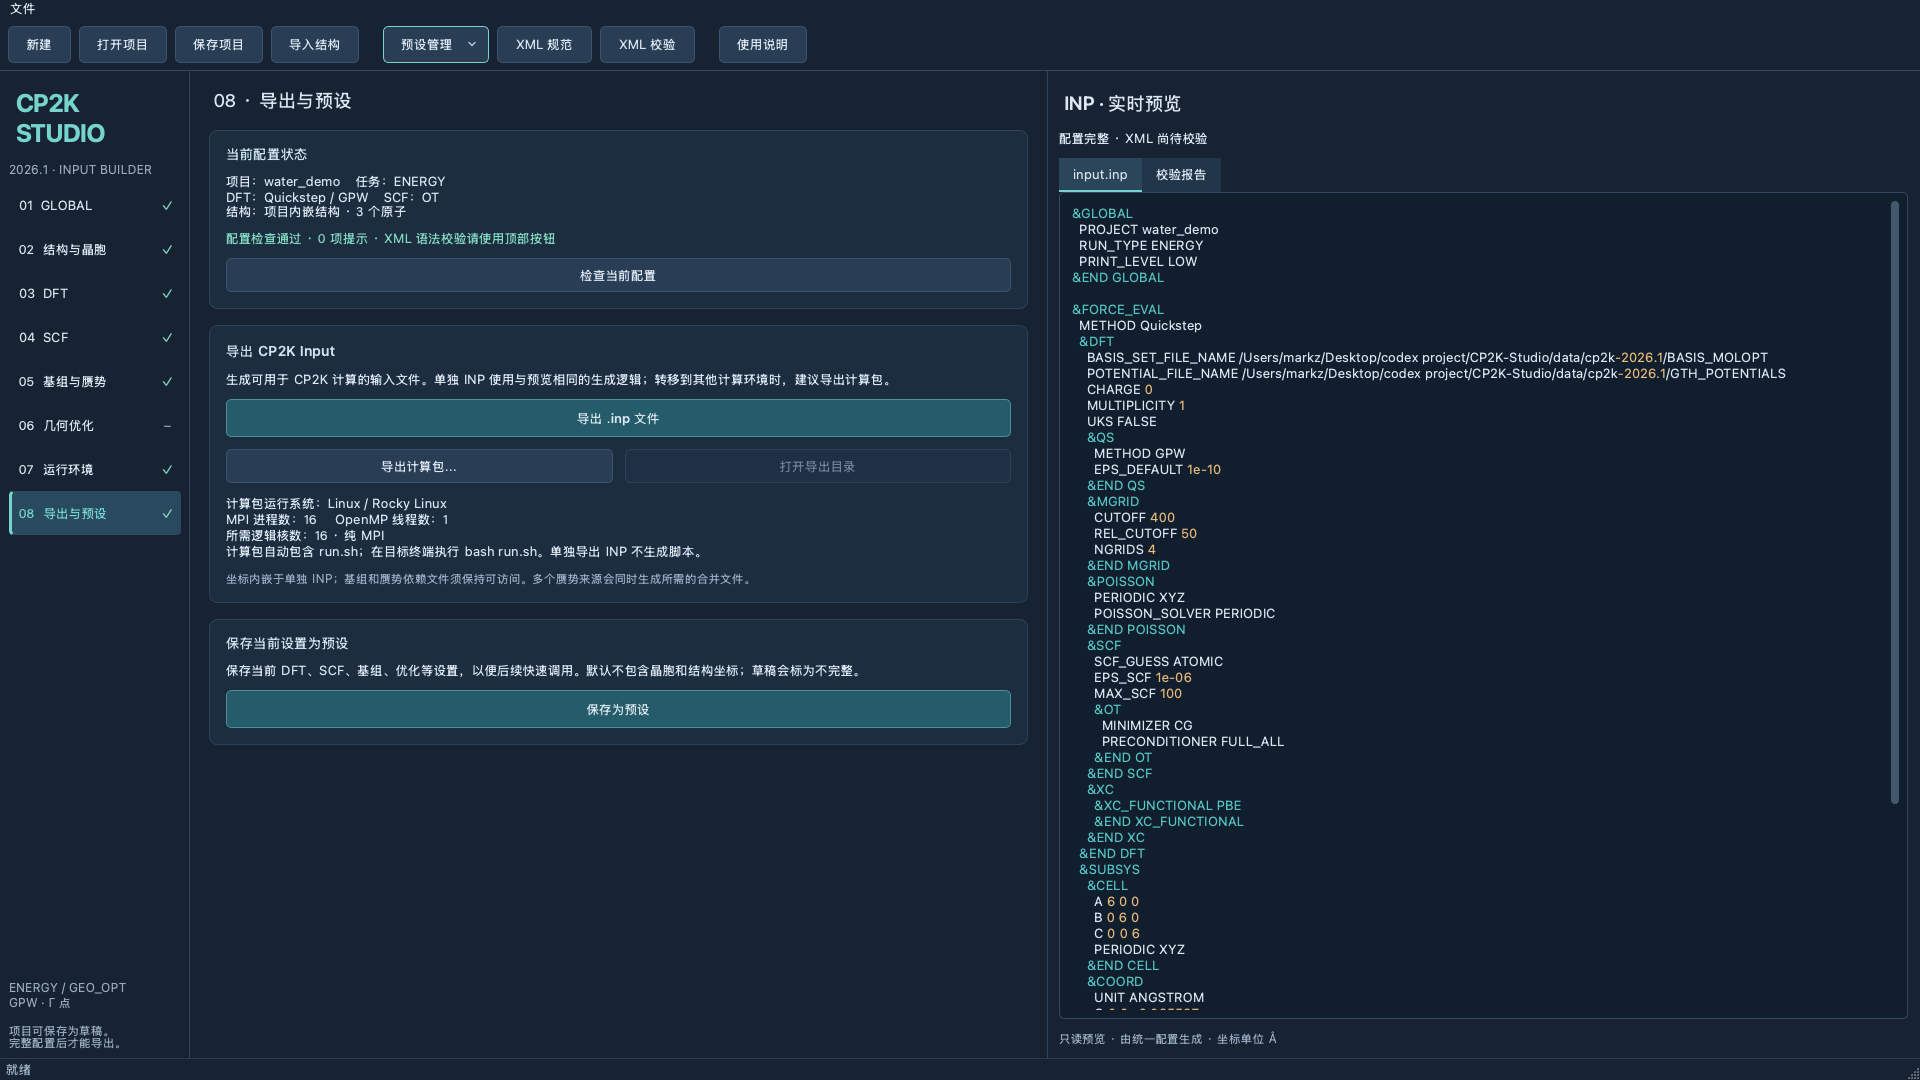 文件
新建
打开项目
保存项目
导入结构
预设管理
XML 规范
XML 校验
使用说明
CP2K
STUDIO
2026.1 · INPUT BUILDER
01 GLOBAL ✓
02 结构与晶胞 ✓
03 DFT ✓
04 SCF ✓
05 基组与赝势 ✓
06 几何优化 –
07 运行环境 ✓
08 导出与预设 ✓
ENERGY / GEO_OPT
GPW · Γ 点
项目可保存为草稿。
完整配置后才能导出。
08 · 导出与预设
当前配置状态
项目：water_demo 任务：ENERGY
DFT：Quickstep / GPW SCF：OT
结构：项目内嵌结构 · 3 个原子
配置检查通过 · 0 项提示 · XML 语法校验请使用顶部按钮
检查当前配置
导出 CP2K Input
生成可用于 CP2K 计算的输入文件。单独 INP 使用与预览相同的生成逻辑；转移到其他计算环境时，建议导出计算包。
导出 .inp 文件
导出计算包...
打开导出目录
计算包运行系统：Linux / Rocky Linux
MPI 进程数：16 OpenMP 线程数：1
所需逻辑核数：16 · 纯 MPI
计算包自动包含 run.sh；在目标终端执行 bash run.sh。单独导出 INP 不生成脚本。
坐标内嵌于单独 INP；基组和赝势依赖文件须保持可访问。多个赝势来源会同时生成所需的合并文件。
保存当前设置为预设
保存当前 DFT、SCF、基组、优化等设置，以便后续快速调用。默认不包含晶胞和结构坐标；草稿会标为不完整。
保存为预设
INP · 实时预览
配置完整 · XML 尚待校验
input.inp
校验报告
&GLOBAL
PROJECT water_demo
RUN_TYPE ENERGY
PRINT_LEVEL LOW
&END GLOBAL
&FORCE_EVAL
METHOD Quickstep
&DFT
BASIS_SET_FILE_NAME /Users/markz/Desktop/codex project/CP2K-Studio/data/cp2k-2026.1/BASIS_MOLOPT
POTENTIAL_FILE_NAME /Users/markz/Desktop/codex project/CP2K-Studio/data/cp2k-2026.1/GTH_POTENTIALS
CHARGE 0
MULTIPLICITY 1
UKS FALSE
&QS
METHOD GPW
EPS_DEFAULT 1e-10
&END QS
&MGRID
CUTOFF 400
REL_CUTOFF 50
NGRIDS 4
&END MGRID
&POISSON
PERIODIC XYZ
POISSON_SOLVER PERIODIC
&END POISSON
&SCF
SCF_GUESS ATOMIC
EPS_SCF 1e-06
MAX_SCF 100
&OT
MINIMIZER CG
PRECONDITIONER FULL_ALL
&END OT
&END SCF
&XC
&XC_FUNCTIONAL PBE
&END XC_FUNCTIONAL
&END XC
&END DFT
&SUBSYS
&CELL
A 6 0 0
B 0 6 0
C 0 0 6
PERIODIC XYZ
&END CELL
&COORD
UNIT ANGSTROM
只读预览 · 由统一配置生成 · 坐标单位 Å
就绪